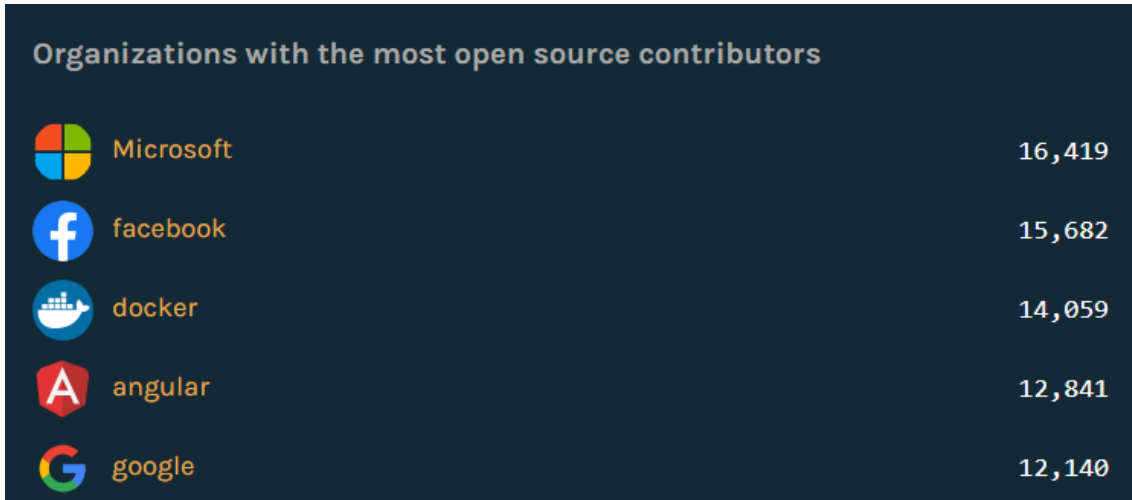 Organizations with the most open source contributors
Microsoft 16,419
facebook 15,682
docker 14,059
angular 12,841
google 12,140